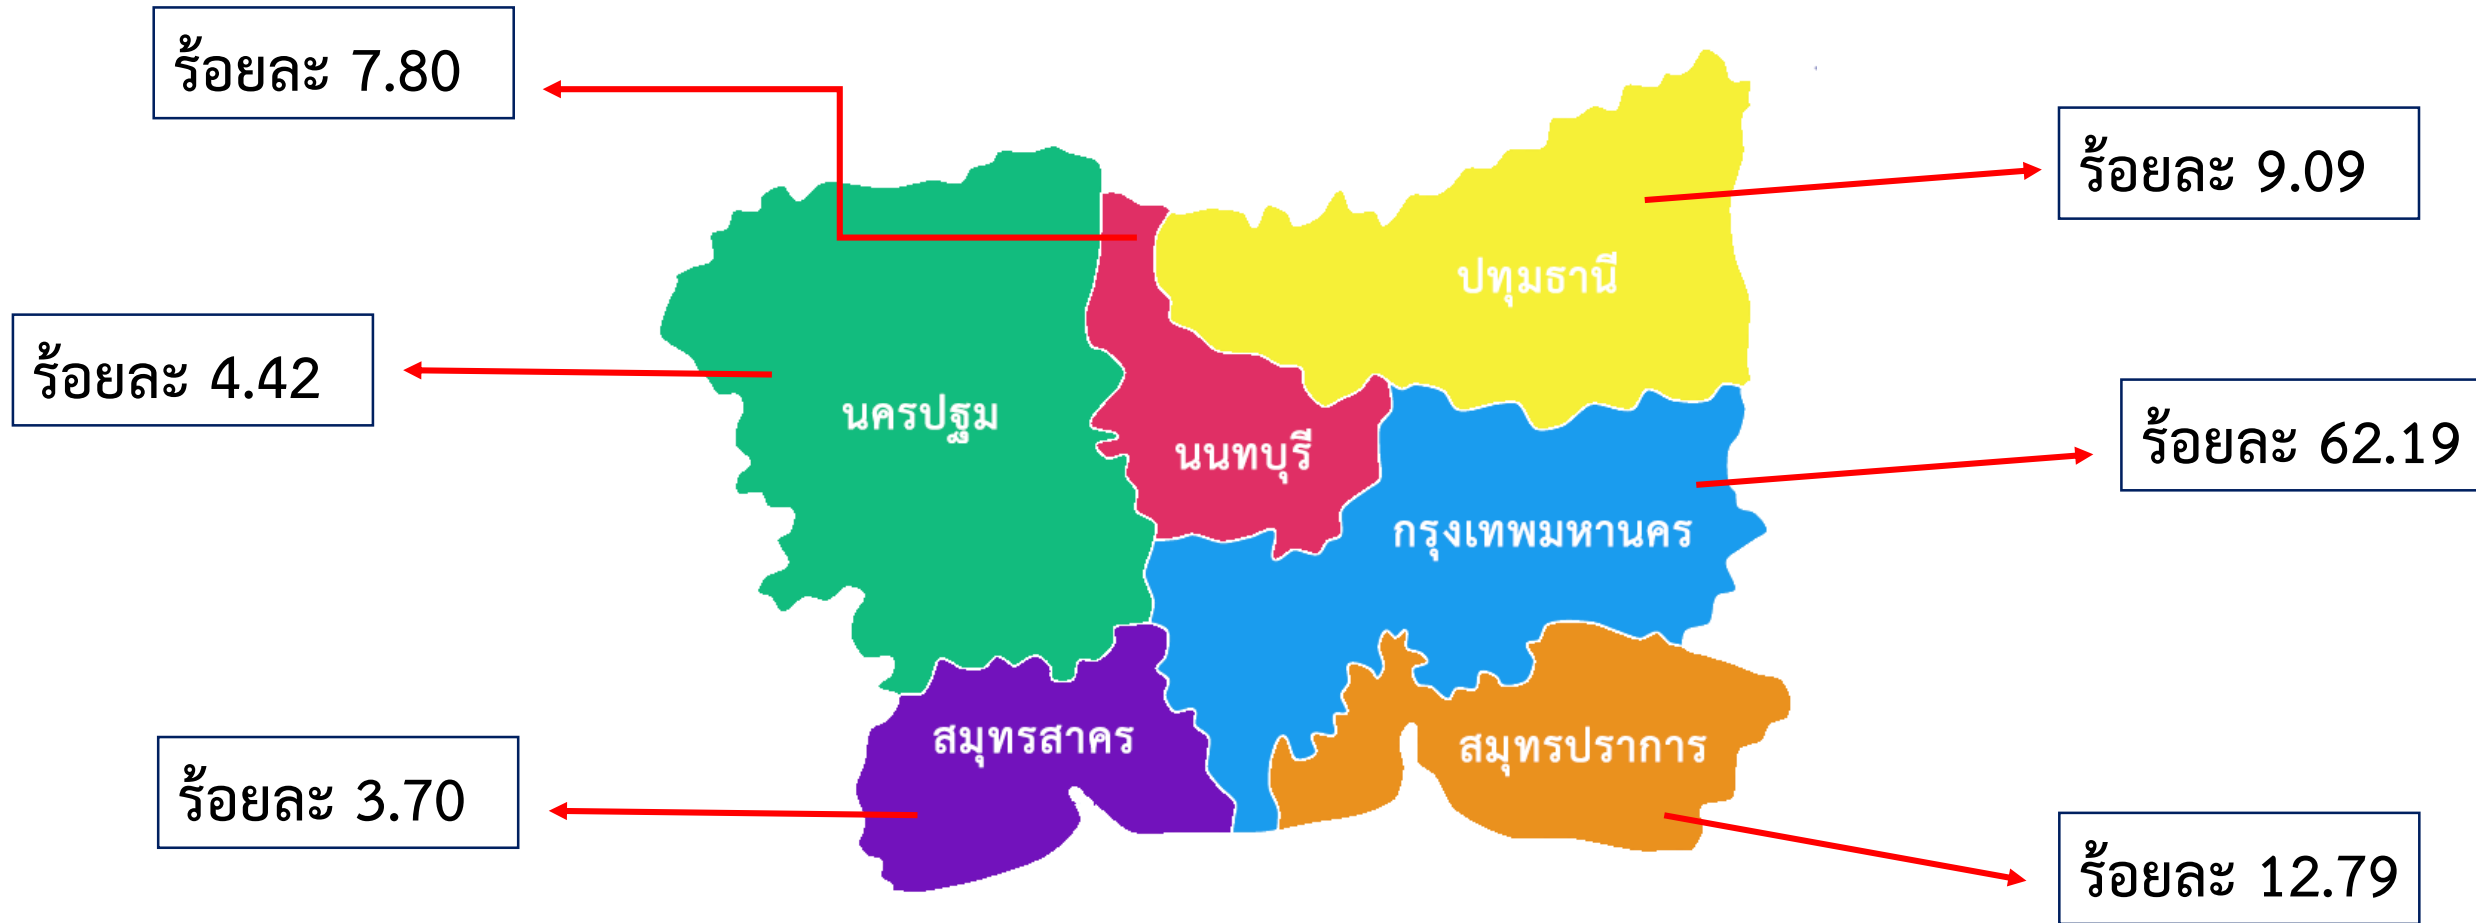 ร้อยละ 7.80
ร้อยละ 9.09
ปทุมธานี
ร้อยละ 4.42
นครปฐม
นนทบุรี
ร้อยละ 62.19
กรุงเทพมหานคร
สมุทรสาคร
สมุทรปราการ
ร้อยละ 3.70
ร้อยละ 12.79